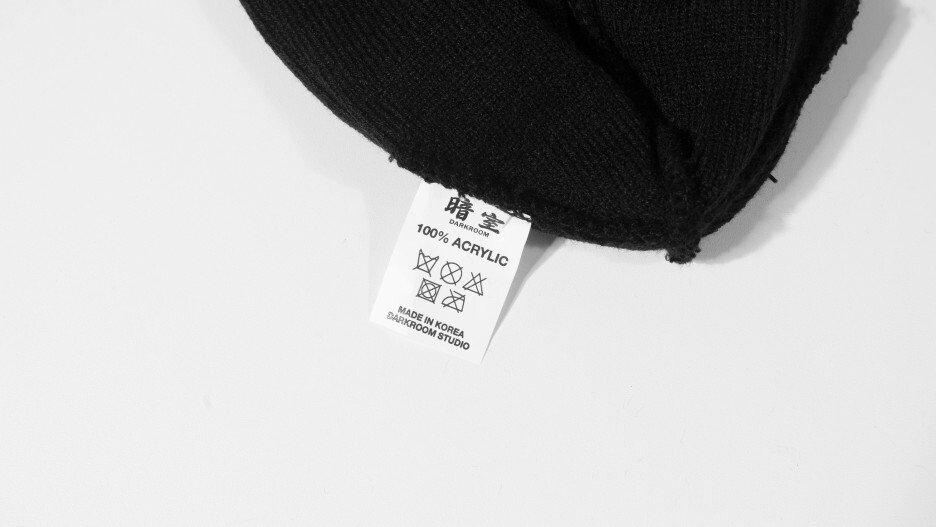 暗室
DARKROOM
100% ACRYLIC
MADE IN KOREA
DARKROOM STUDIO